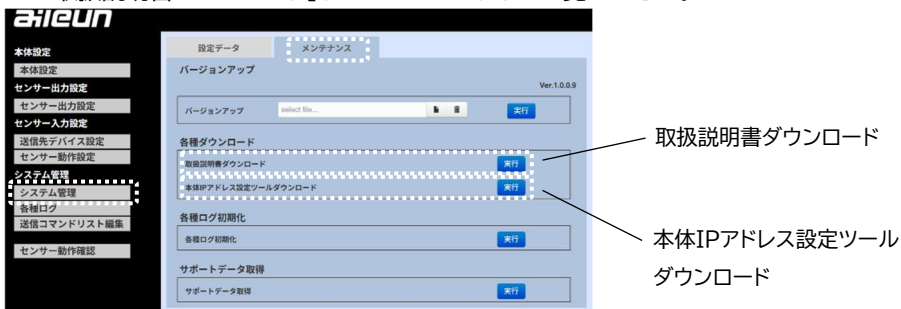 aileun
本体設定
本体設定
センサー出力設定
センサー出力設定
センサー入力設定
送信先デバイス設定
センサー動作設定
システム管理
システム管理
各種ログ
送信コマンドリスト編集
センサー動作確認
設定データ
メンテナンス
バージョンアップ
Ver.1.0.0.9
バージョンアップ select file... 実行
各種ダウンロード
取扱説明書ダウンロード 実行
本体IPアドレス設定ツールダウンロード 実行
各種ログ初期化
各種ログ初期化 実行
サポートデータ取得
サポートデータ取得 実行
取扱説明書ダウンロード
本体IPアドレス設定ツール
ダウンロード